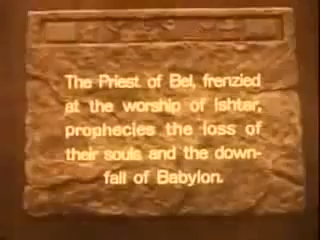 The Priest of Bel, frenzied
at the worship of Ishtar,
prophecies the loss of
their souls and the down-
fall of Babylon.